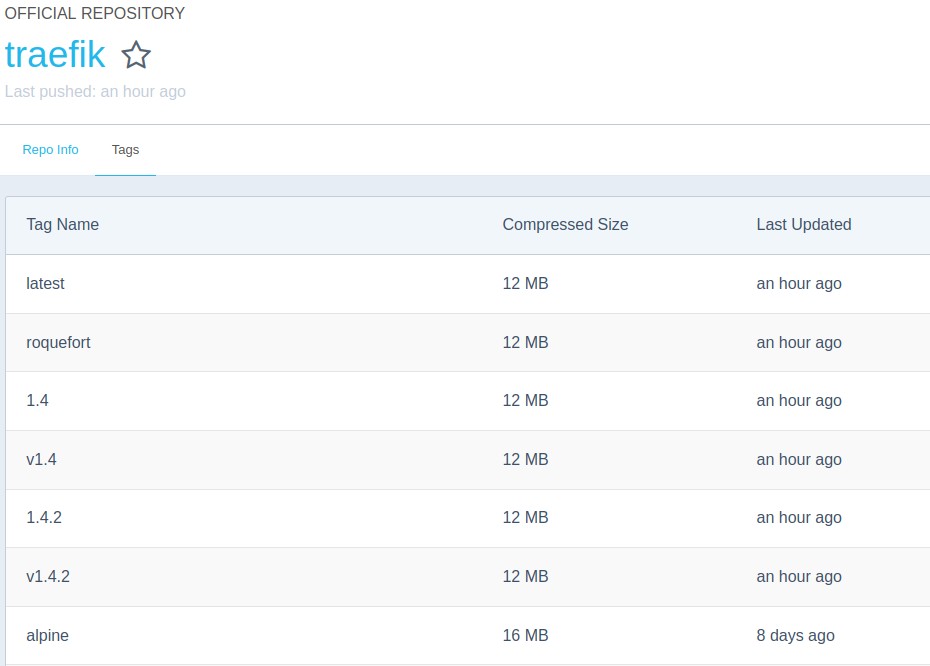 OFFICIAL REPOSITORY
traefik
Last pushed: an hour ago
Repo Info Tags
Tag Name Compressed Size Last Updated
latest 12 MB an hour ago
roquefort 12 MB an hour ago
1.4 12 MB an hour ago
v1.4 12 MB an hour ago
1.4.2 12 MB an hour ago
v1.4.2 12 MB an hour ago
alpine 16 MB 8 days ago